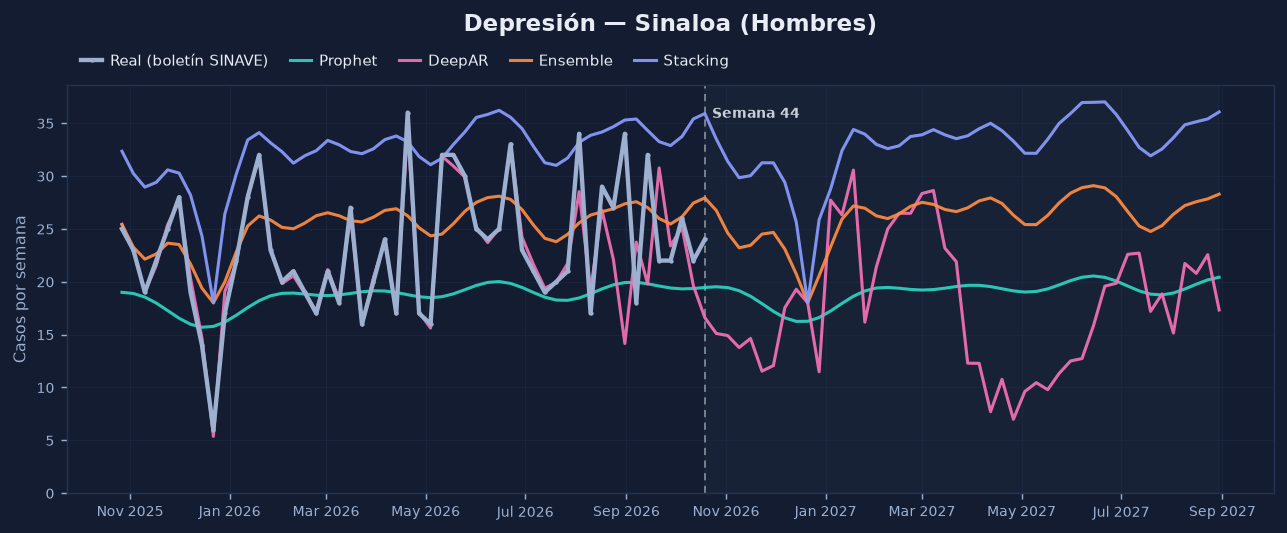 Depresión — Sinaloa (Hombres)
Real (boletín SINAVE) Prophet DeepAR Ensemble Stacking
Semana 44
Casos por semana
35
30
25
20
15
10
5
0
Nov 2025 Jan 2026 Mar 2026 May 2026 Jul 2026 Sep 2026 Nov 2026 Jan 2027 Mar 2027 May 2027 Jul 2027 Sep 2027